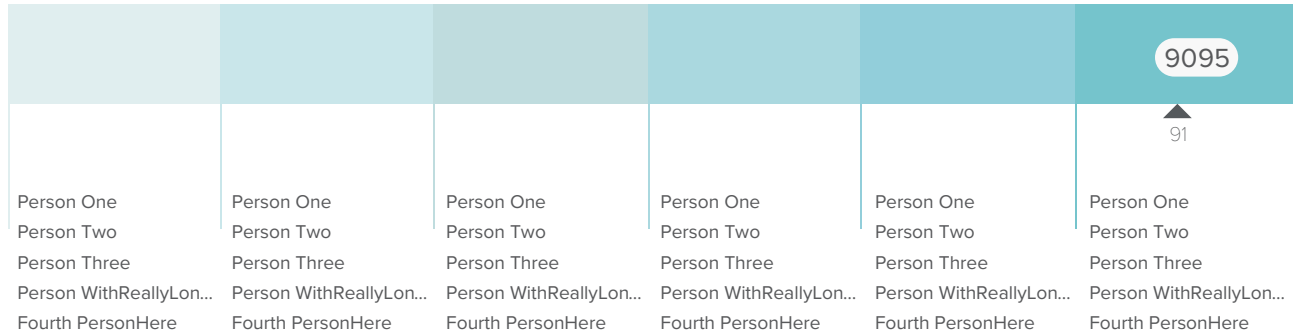 9095
91
Person One Person One Person One Person One Person One Person One
Person Two Person Two Person Two Person Two Person Two Person Two
Person Three Person Three Person Three Person Three Person Three Person Three
Person WithReallyLon... Person WithReallyLon... Person WithReallyLon... Person WithReallyLon... Person WithReallyLon... Person WithReallyLon...
Fourth PersonHere Fourth PersonHere Fourth PersonHere Fourth PersonHere Fourth PersonHere Fourth PersonHere